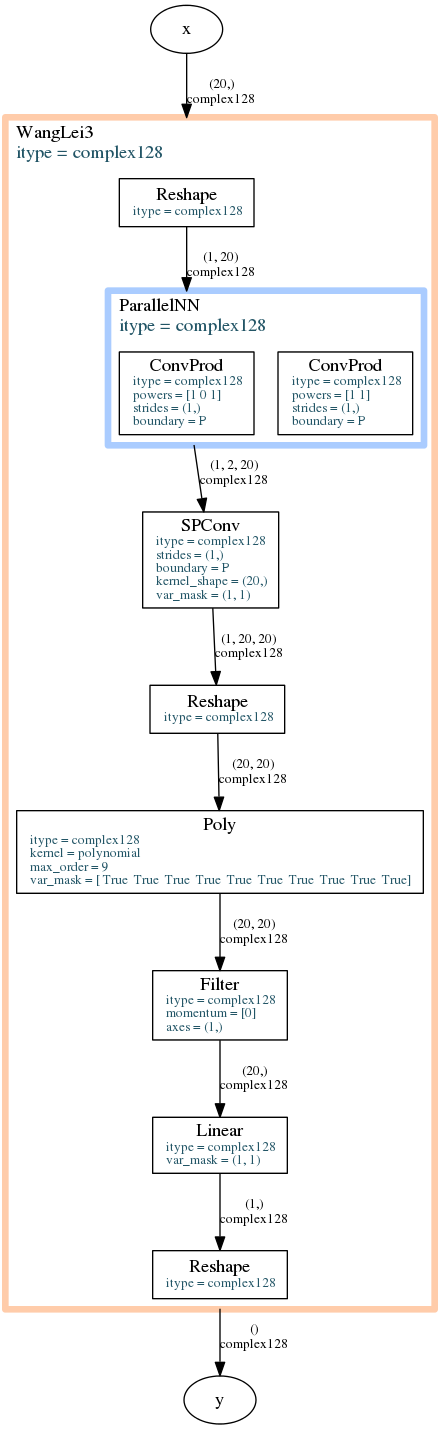 x
(20,)
complex128
WangLei3
itype = complex128
Reshape
itype = complex128
(1, 20)
complex128
ParallelNN
itype = complex128
ConvProd
itype = complex128
powers = [1 0 1]
strides = (1,)
boundary = P
ConvProd
itype = complex128
powers = [1 1]
strides = (1,)
boundary = P
(1, 2, 20)
complex128
SPConv
itype = complex128
strides = (1,)
boundary = P
kernel_shape = (20,)
var_mask = (1, 1)
(1, 20, 20)
complex128
Reshape
itype = complex128
(20, 20)
complex128
Poly
itype = complex128
kernel = polynomial
max_order = 9
var_mask = [ True  True  True  True  True  True  True  True  True  True]
(20, 20)
complex128
Filter
itype = complex128
momentum = [0]
axes = (1,)
(20,)
complex128
Linear
itype = complex128
var_mask = (1, 1)
(1,)
complex128
Reshape
itype = complex128
()
complex128
y